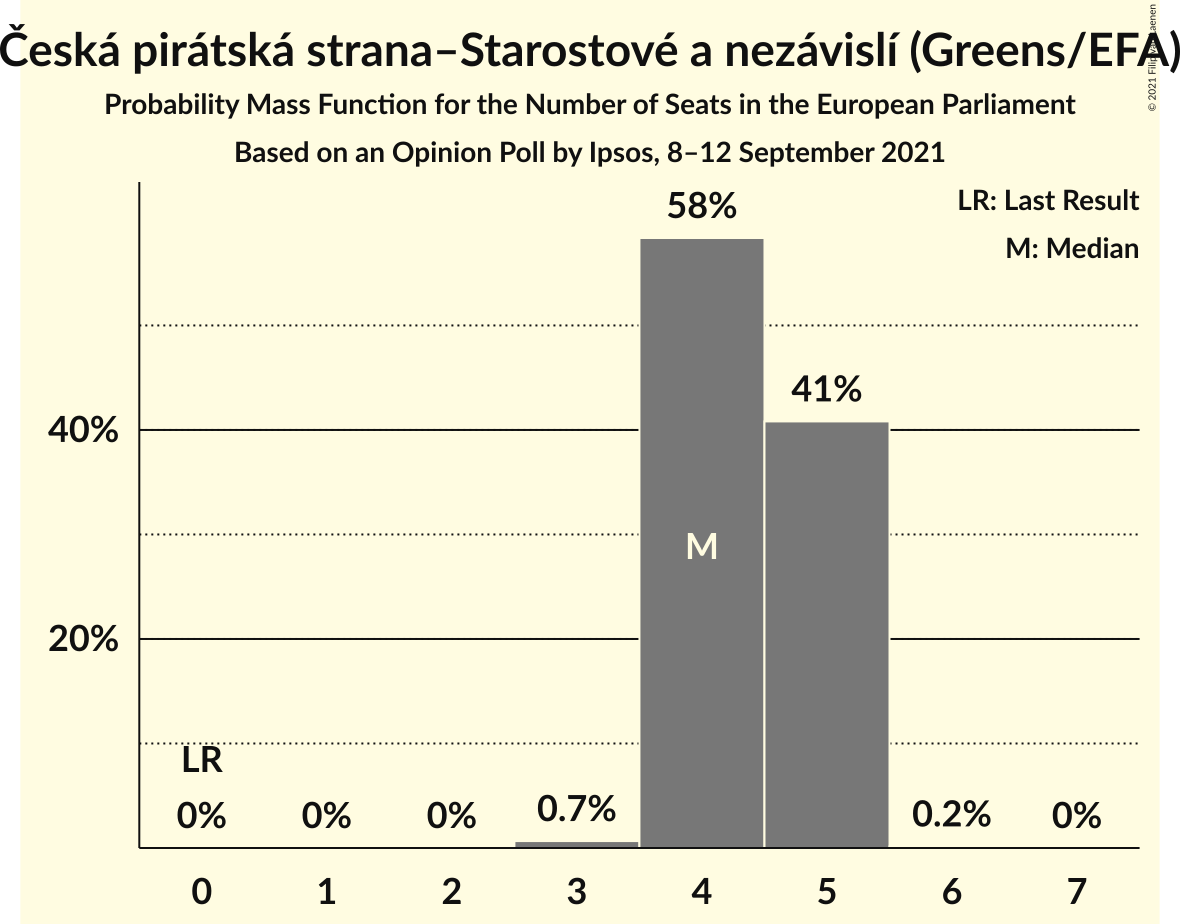 Česká pirátská strana–Starostové a nezávislí (Greens/EFA)
Probability Mass Function for the Number of Seats in the European Parliament
Based on an Opinion Poll by Ipsos, 8–12 September 2021
© 2021 Filip
LR: Last Result
M: Median
58%
41%
40%
M
20%
LR
0% 0% 0% 0.7% 0.2% 0%
0 1 2 3 4 5 6 7